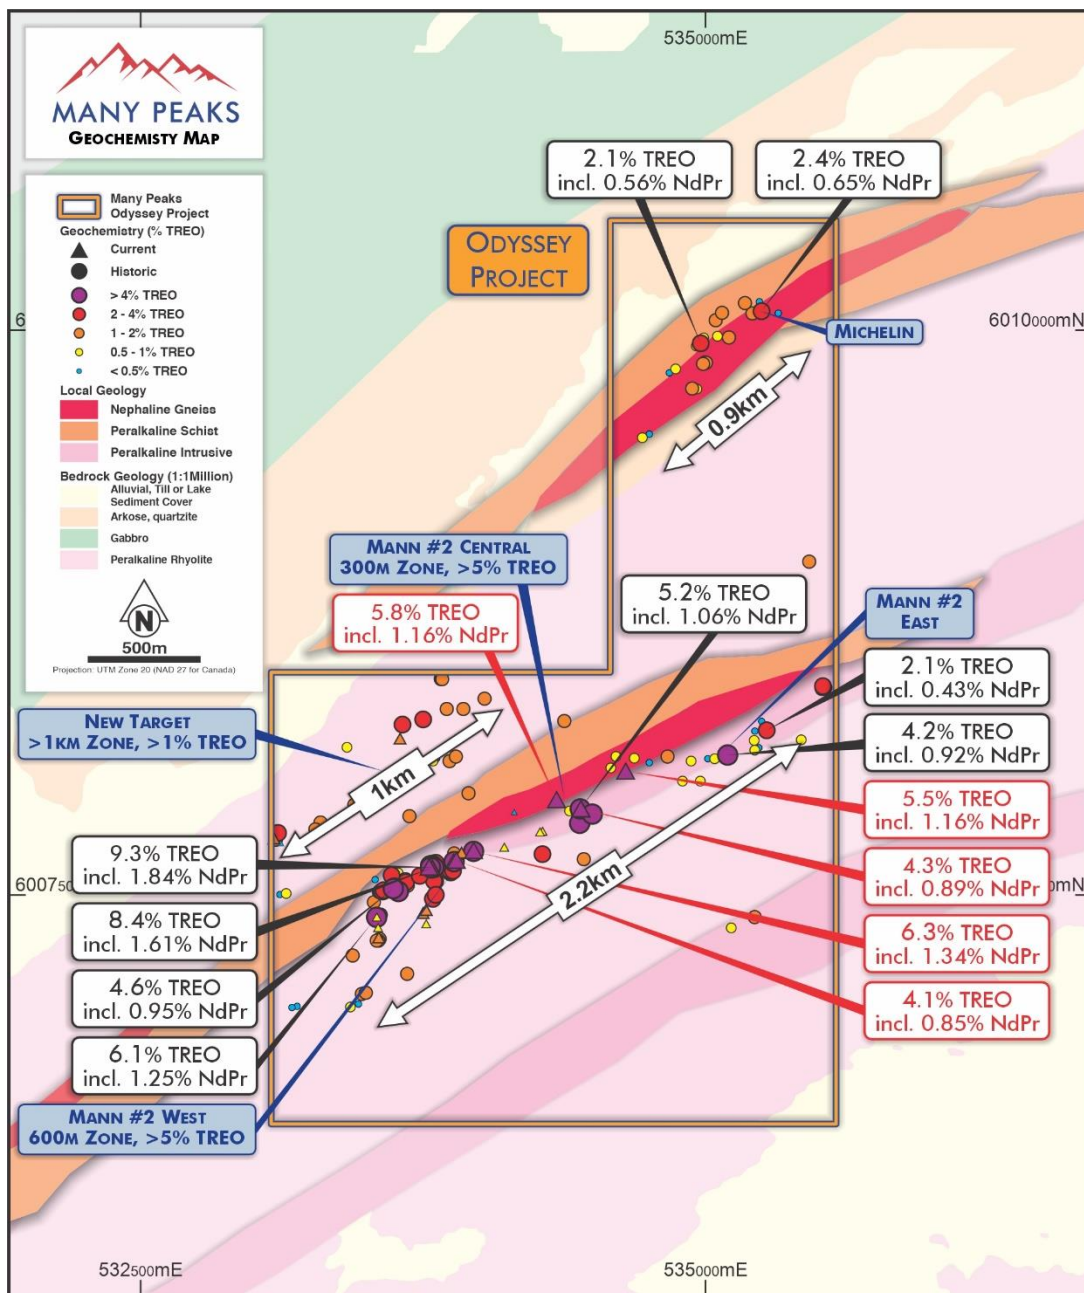 535000mE
MANY PEAKS
GEOCHEMISTY MAP
Many Peaks
Odyssey Project
Geochemistry (% TREO)
Current
Historic
> 4% TREO
2 - 4% TREO
1 - 2% TREO
0.5 - 1% TREO
< 0.5% TREO
Local Geology
Nephaline Gneiss
Peralkaline Schist
Peralkaline Intrusive
Bedrock Geology (1:1Million)
Alluvial, Till or Lake
Sediment Cover
Arkose, quartzite
Gabbro
Peralkaline Rhyolite
N
500m
Projection: UTM Zone 20 (NAD 27 for Canada)
2.1% TREO
incl. 0.56% NdPr
2.4% TREO
incl. 0.65% NdPr
ODYSSEY
PROJECT
6
6010000mN
MICHELIN
0.9km
MANN #2 CENTRAL
300M ZONE, >5% TREO
5.8% TREO
incl. 1.16% NdPr
5.2% TREO
incl. 1.06% NdPr
MANN #2
EAST
2.1% TREO
incl. 0.43% NdPr
NEW TARGET
>1KM ZONE, >1% TREO
4.2% TREO
incl. 0.92% NdPr
1km
5.5% TREO
incl. 1.16% NdPr
9.3% TREO
incl. 1.84% NdPr
4.3% TREO
incl. 0.89% NdPr
2.2km
600750
mN
8.4% TREO
incl. 1.61% NdPr
6.3% TREO
incl. 1.34% NdPr
4.6% TREO
incl. 0.95% NdPr
4.1% TREO
incl. 0.85% NdPr
6.1% TREO
incl. 1.25% NdPr
MANN #2 WEST
600M ZONE, >5% TREO
532500mE
535000mE